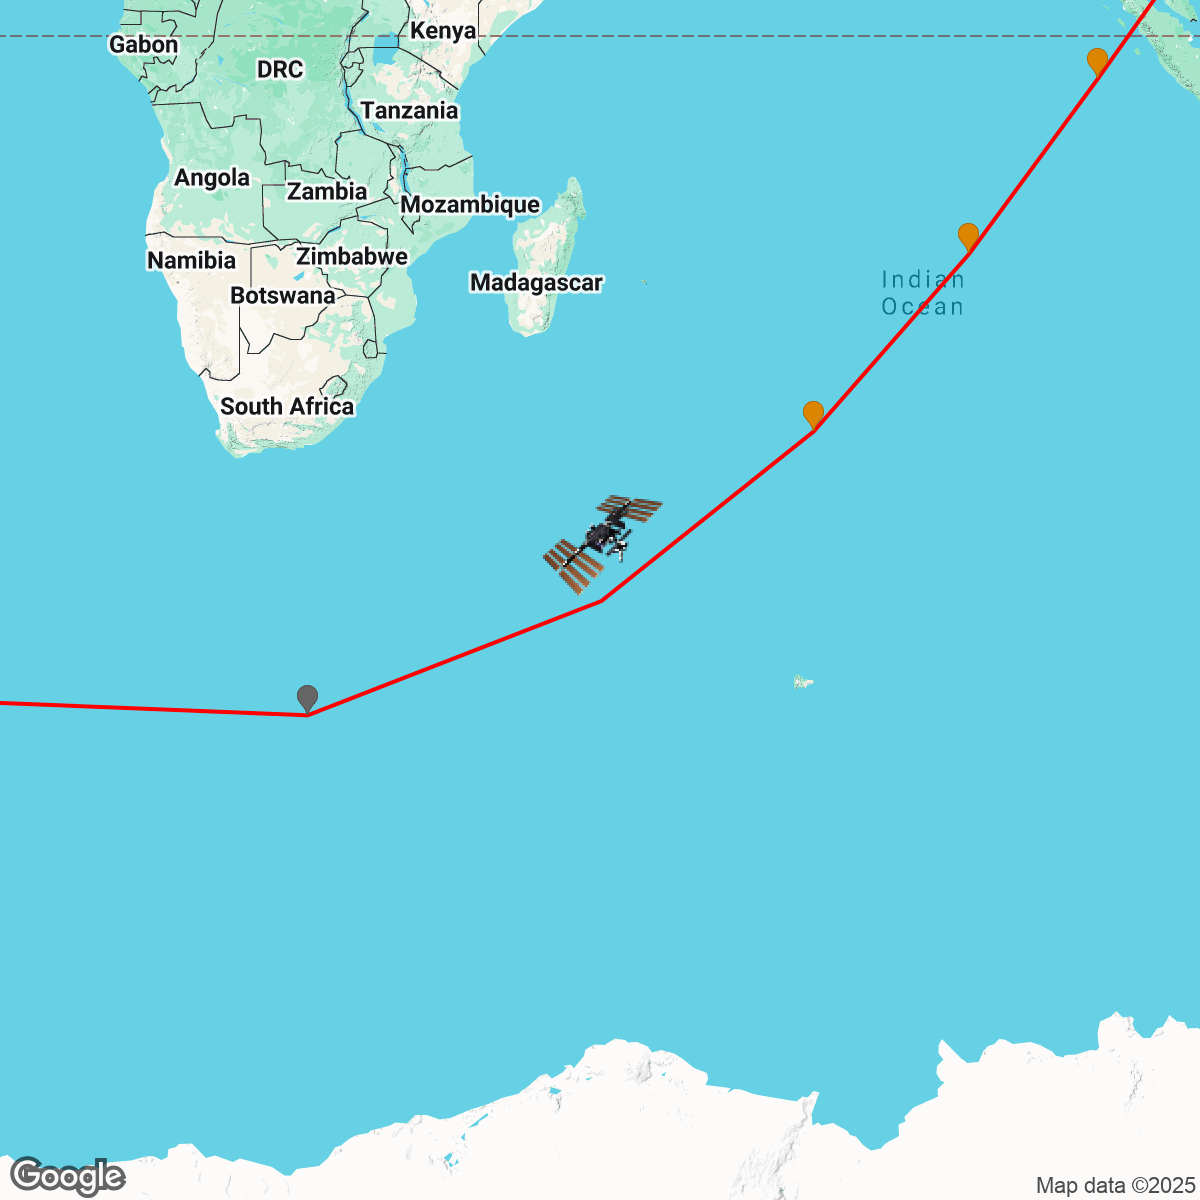 Kenya
Gabon
DRC
Tanzania
Angola
Zambia
Mozambique
Namibia
Zimbabwe
Madagascar
Botswana
Indian
Ocean
South Africa
Google
Map data ©2025